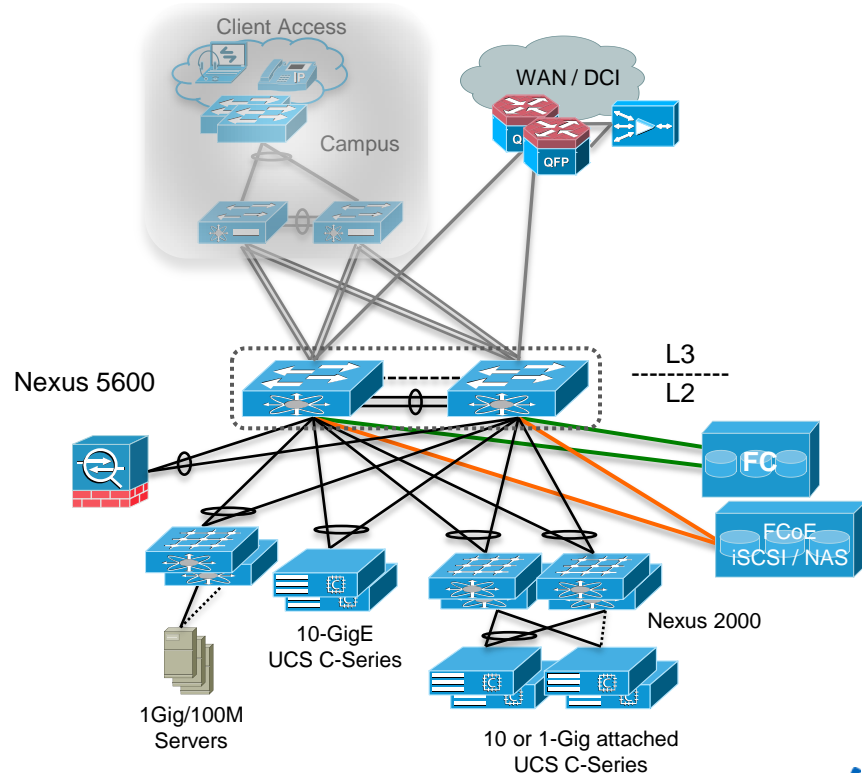 Client Access
IP
Campus
WAN / DCI
Q
QFP
Nexus 5600
L3
L2
FC
FCoE
iSCSI / NAS
C
C
C
10-GigE
UCS C-Series
Nexus 2000
1Gig/100M
Servers
10 or 1-Gig attached
UCS C-Series